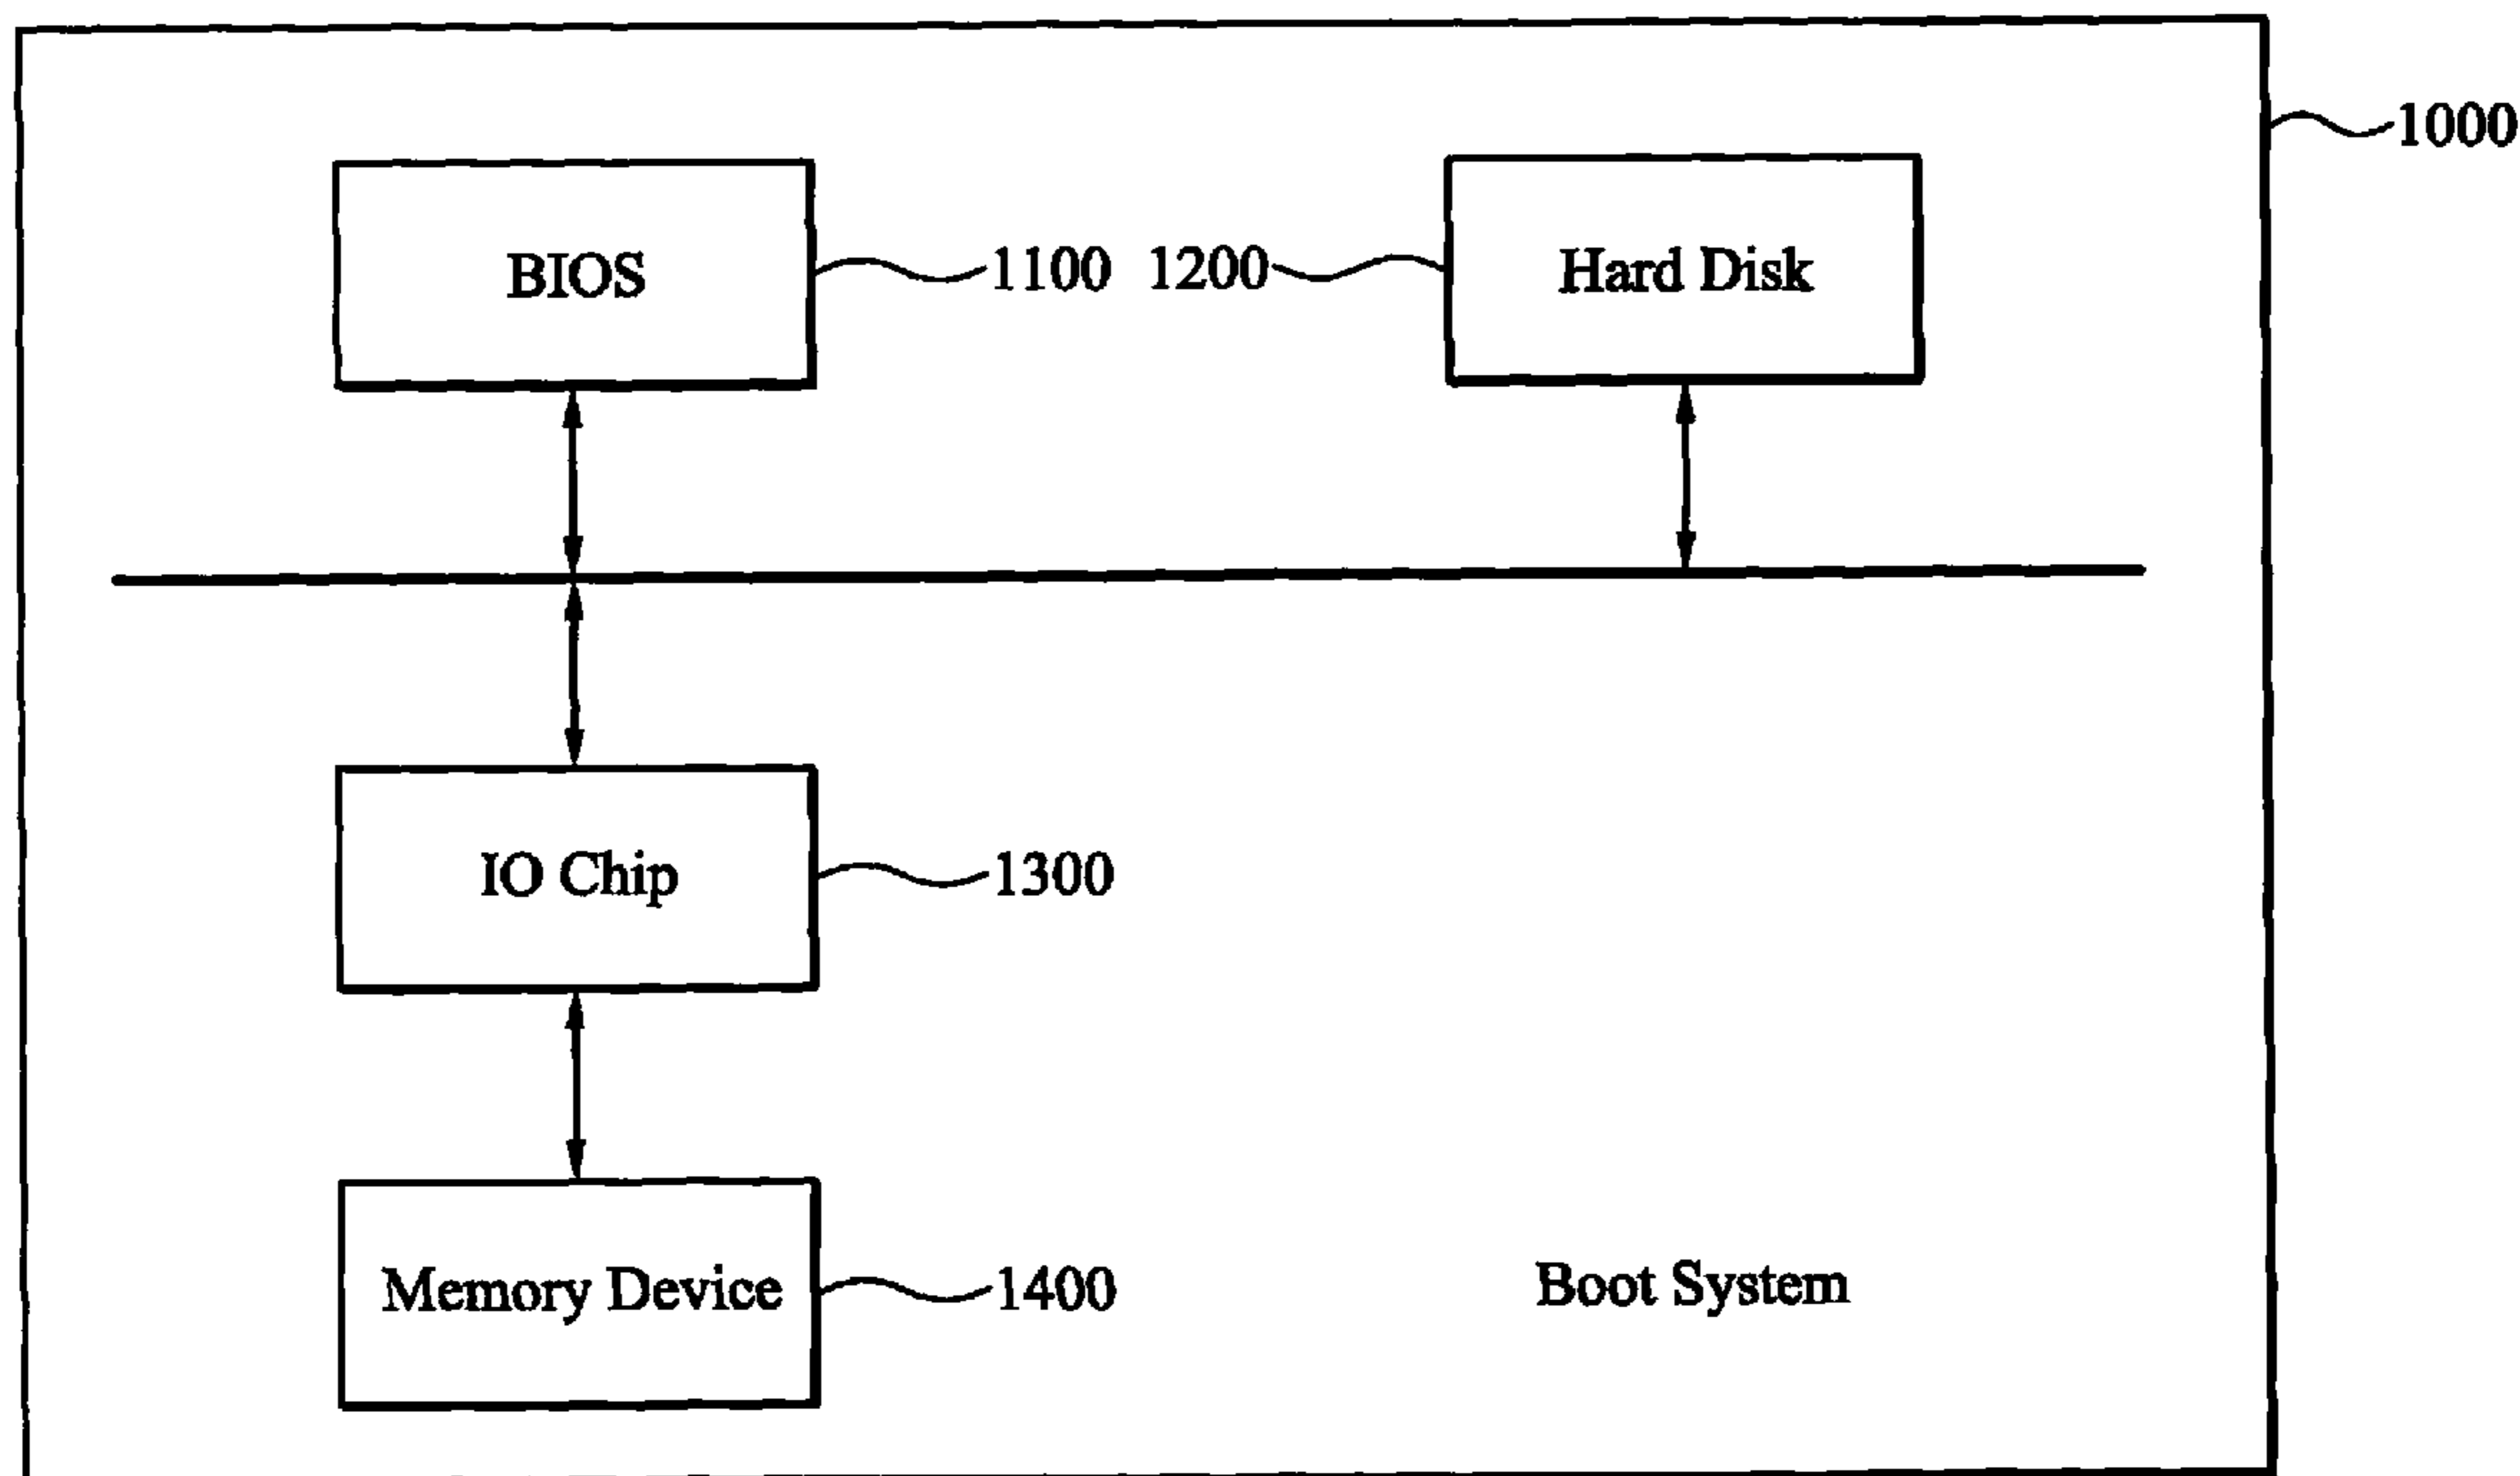 1000
BIOS 1100 1200 Hard Disk
IO Chip 1300
Memory Device 1400 Boot System